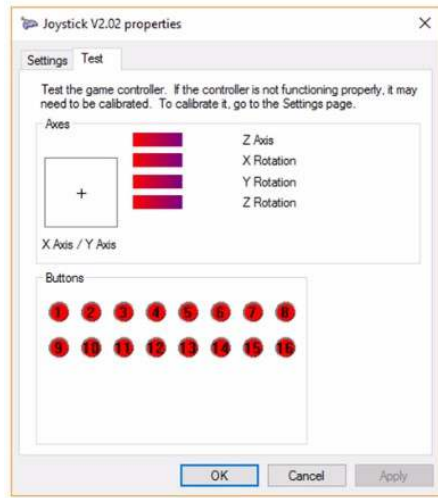 Joystick V2.02 properties
Settings Test
Test the game controller. If the controller is not functioning properly, it may
need to be calibrated. To calibrate it, go to the Settings page.
Axes
Z Axis
X Rotation
Y Rotation
Z Rotation
X Axis / Y Axis
Buttons
1 2 3 4 5 6 7 8
9 10 11 12 13 14 15 16
OK Cancel Apply